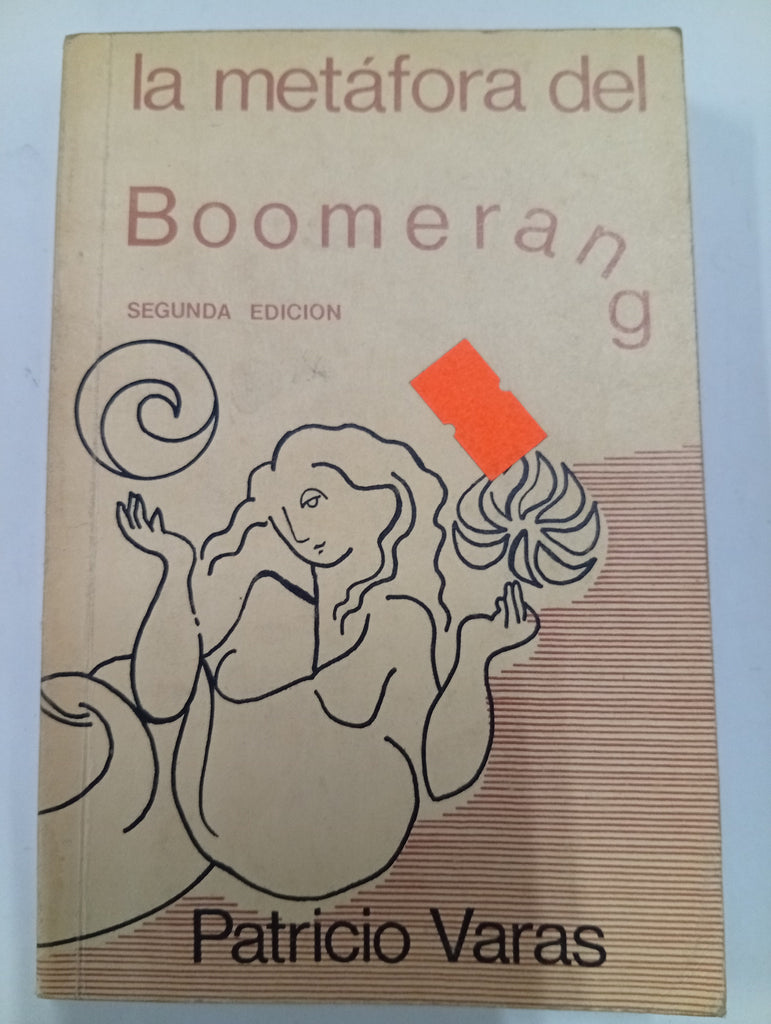 la metáfora del
Boomerang
SEGUNDA EDICION
Patricio Varas